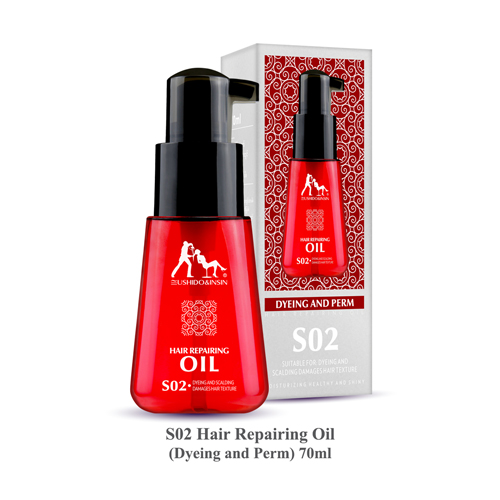 EUSHIDO&INSIN
HAIR REPAIRING
OIL
S02• DYEING AND SCALDING
DAMAGES HAIR TEXTURE
HAIR REPAIRING
OIL
S02•
DYEING AND PERM
S02
SUITABLE FOR DYEING AND
SCALDING DAMAGES HAIR TEXTURE
S02 Hair Repairing Oil
(Dyeing and Perm) 70ml